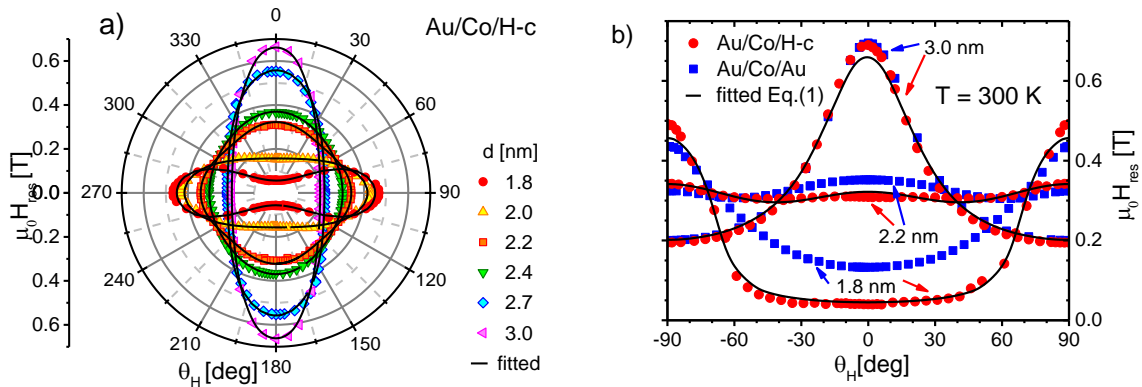 a)
Au/Co/H-c
0
30
60
90
120
150
180
210
240
270
300
330
0.6
0.4
0.2
0.0
0.2
0.4
0.6
μ₀H_res [T]
θ_H [deg]
d [nm]
1.8
2.0
2.2
2.4
2.7
3.0
fitted
b)
Au/Co/H-c
Au/Co/Au
fitted Eq.(1)
3.0 nm
T = 300 K
2.2 nm
1.8 nm
0.6
0.4
0.2
0.0
μ₀H_res [T]
-90
-60
-30
0
30
60
90
θ_H[deg]